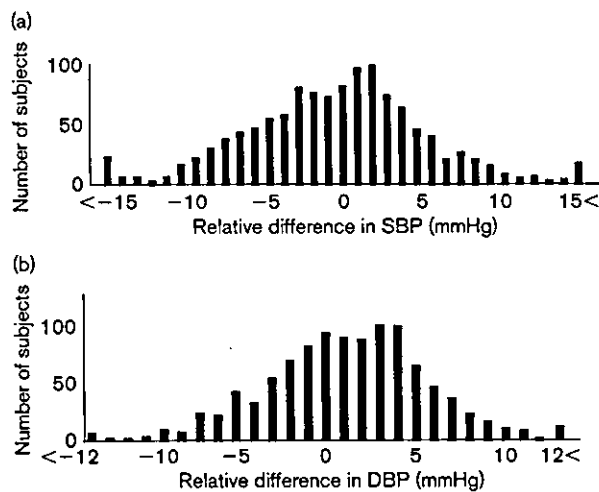 (a)
Number of subjects
100
50
0
<−15 −10 −5 0 5 10 15<
Relative difference in SBP (mmHg)
(b)
Number of subjects
100
50
0
<−12 −10 −5 0 5 10 12<
Relative difference in DBP (mmHg)